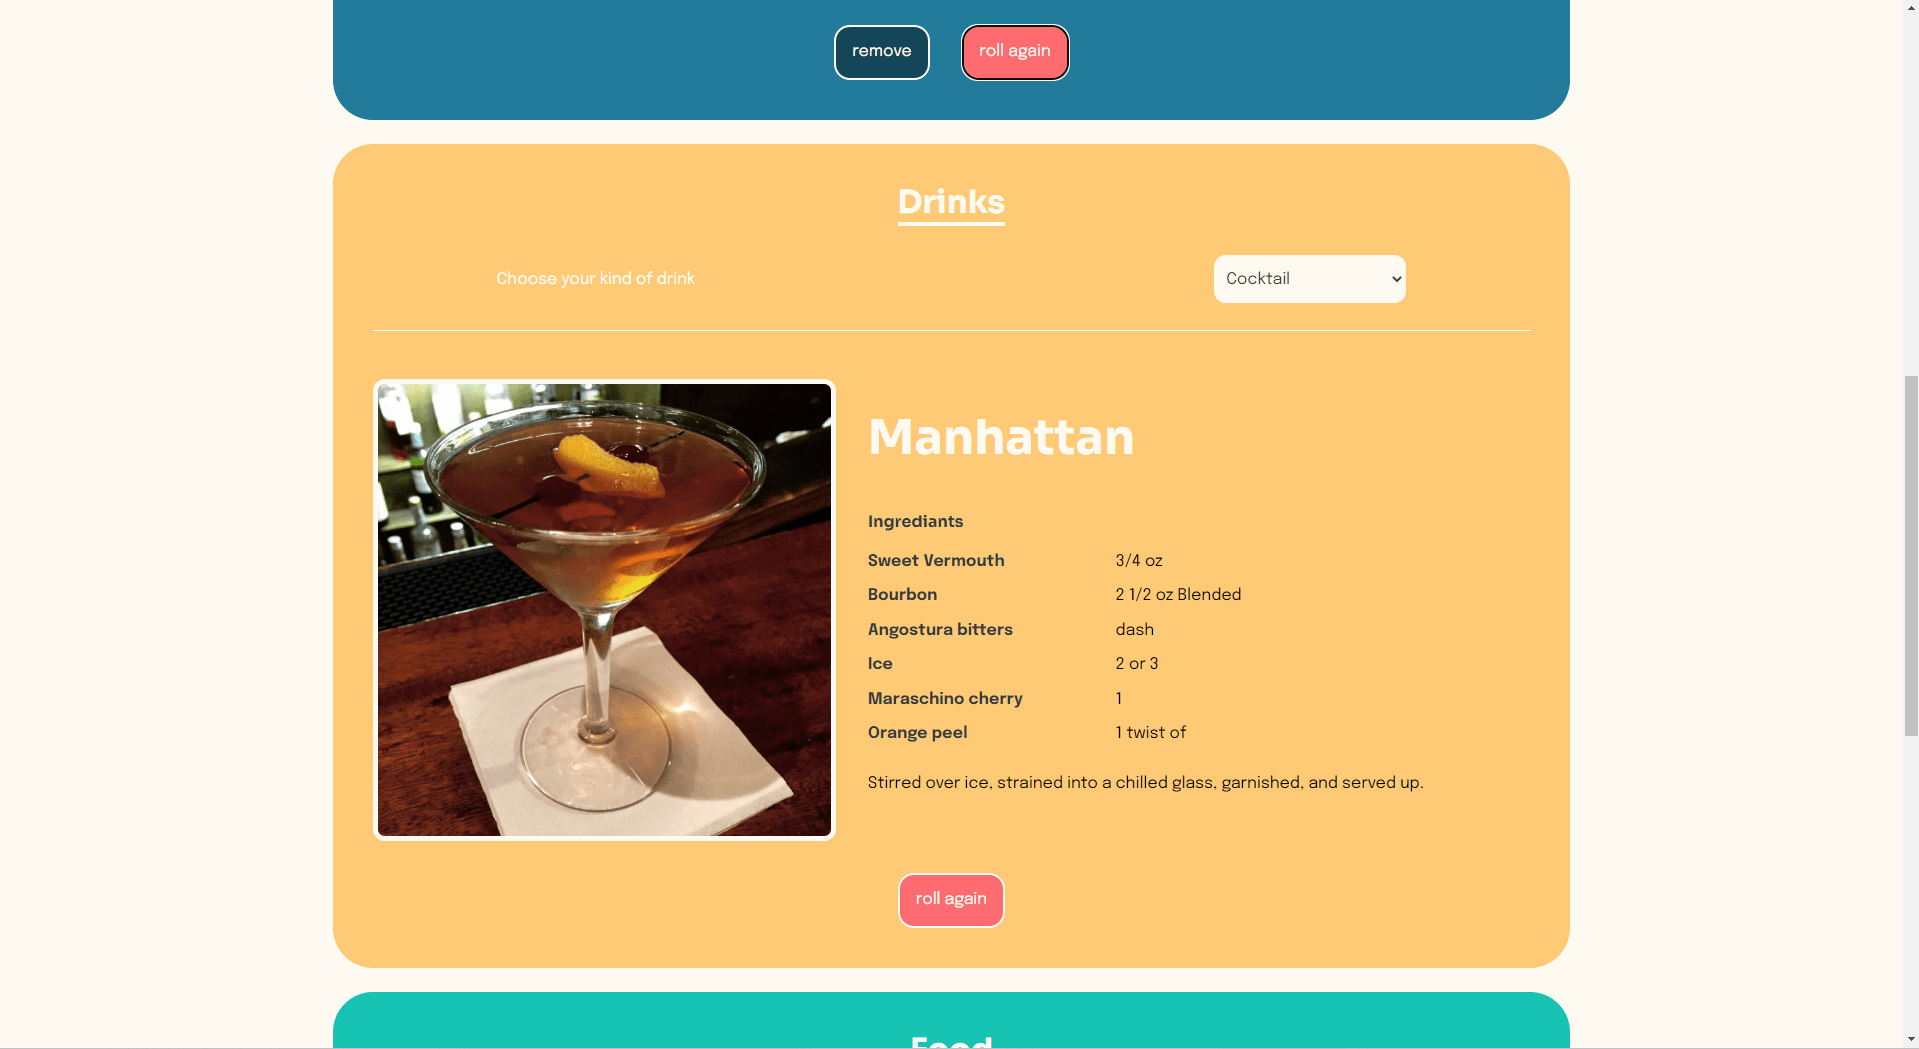 remove
roll again
Drinks
Choose your kind of drink
Cocktail
Manhattan
Ingrediants
Sweet Vermouth 3/4 oz
Bourbon 2 1/2 oz Blended
Angostura bitters dash
Ice 2 or 3
Maraschino cherry 1
Orange peel 1 twist of
Stirred over ice, strained into a chilled glass, garnished, and served up.
roll again
Food